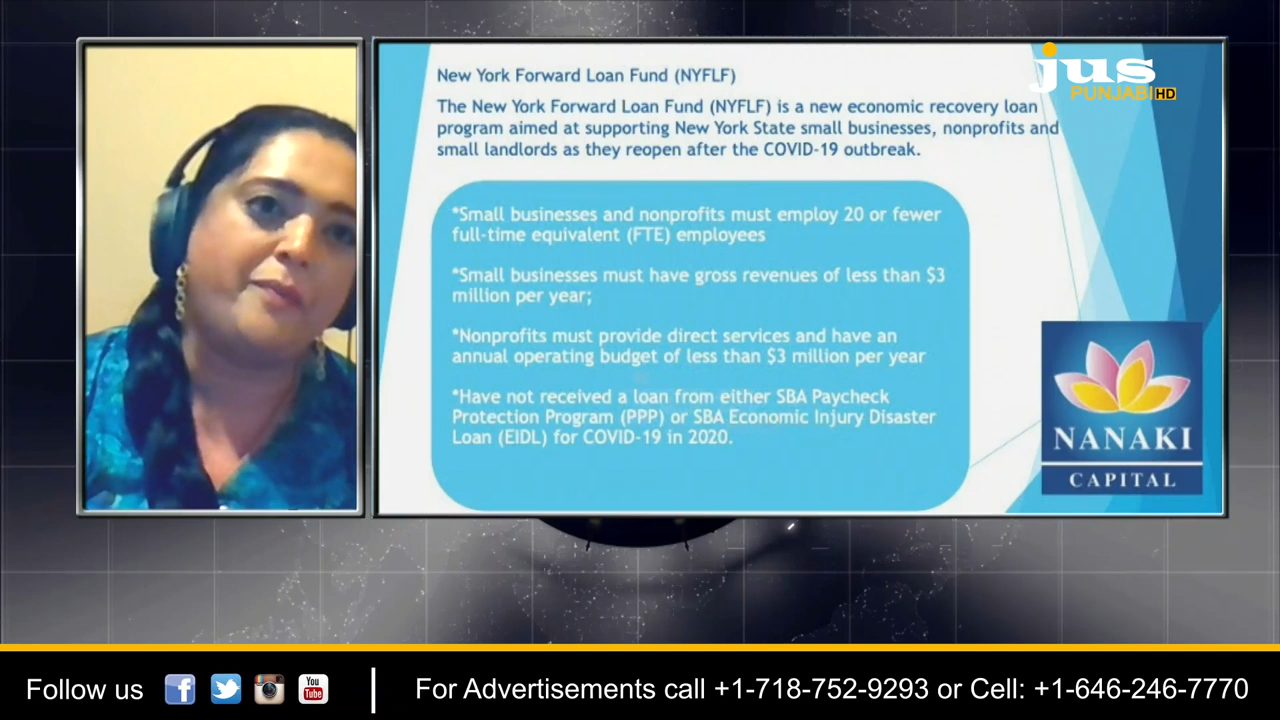 jus
PUNJABI HD
New York Forward Loan Fund (NYFLF)
The New York Forward Loan Fund (NYFLF) is a new economic recovery loan
program aimed at supporting New York State small businesses, nonprofits and
small landlords as they reopen after the COVID-19 outbreak.
*Small businesses and nonprofits must employ 20 or fewer
full-time equivalent (FTE) employees
*Small businesses must have gross revenues of less than $3
million per year;
*Nonprofits must provide direct services and have an
annual operating budget of less than $3 million per year
*Have not received a loan from either SBA Paycheck
Protection Program (PPP) or SBA Economic Injury Disaster
Loan (EIDL) for COVID-19 in 2020.
NANAKI
CAPITAL
Follow us
You
Tube
For Advertisements call +1-718-752-9293 or Cell: +1-646-246-7770